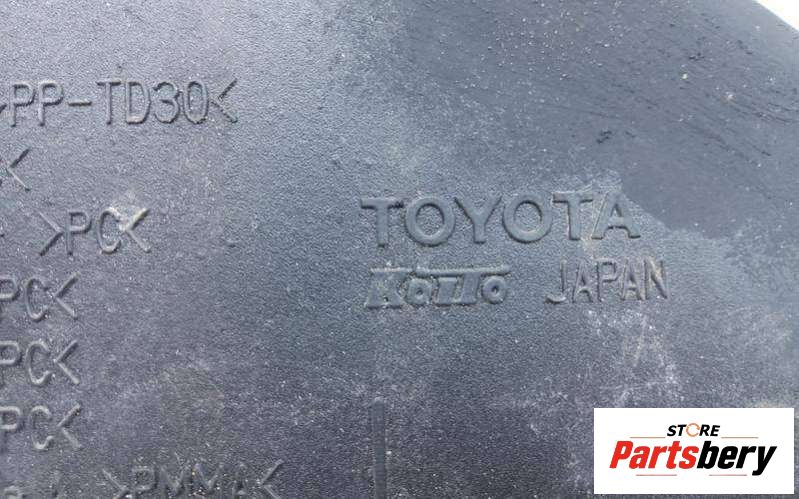 >PP-TD30<
<
>PC<
PC<
PC<
PC<
>PMMA<
TOYOTA
KOITO JAPAN
STORE
Partsbery